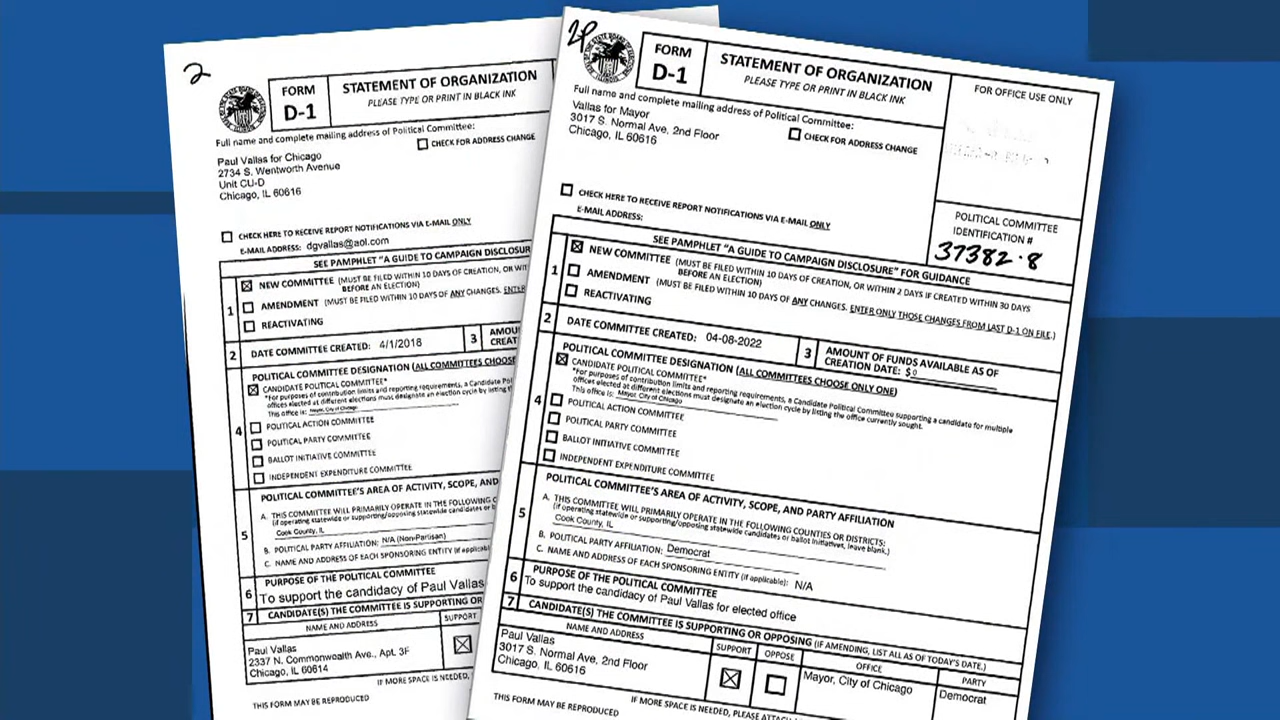 2
FORM
D-1
STATEMENT OF ORGANIZATION
PLEASE TYPE OR PRINT IN BLACK INK
Full name and complete mailing address of Political Committee:
CHECK FOR ADDRESS CHANGE
Paul Vallas for Chicago
2734 S. Wentworth Avenue
Unit CU-D
Chicago, IL 60616
CHECK HERE TO RECEIVE REPORT NOTIFICATIONS VIA E-MAIL ONLY
E-MAIL ADDRESS: dgvallas@aol.com
SEE PAMPHLET "A GUIDE TO CAMPAIGN DISCLOSUR
1
NEW COMMITTEE (MUST BE FILED WITHIN 10 DAYS OF CREATION, OR WIT
BEFORE AN ELECTION)
AMENDMENT (MUST BE FILED WITHIN 10 DAYS OF ANY CHANGES. ENTER
REACTIVATING
2 DATE COMMITTEE CREATED: 4/1/2018 3 AMOU
CREAT
4
POLITICAL COMMITTEE DESIGNATION (ALL COMMITTEES CHOOSE
CANDIDATE POLITICAL COMMITTEE*
*For purposes of contribution limits and reporting requirements, a Candidate Pol
offices elected at different elections must designate an election cycle by listing t
This office is: Mayor, City of Chicago
POLITICAL ACTION COMMITTEE
POLITICAL PARTY COMMITTEE
BALLOT INITIATIVE COMMITTEE
INDEPENDENT EXPENDITURE COMMITTEE
5
POLITICAL COMMITTEE'S AREA OF ACTIVITY, SCOPE, AND
A. THIS COMMITTEE WILL PRIMARILY OPERATE IN THE FOLLOWING C
(if operating statewide or supporting/opposing statewide candidates or b
Cook County, IL
B. POLITICAL PARTY AFFILIATION: N/A (Non-Partisan)
C. NAME AND ADDRESS OF EACH SPONSORING ENTITY (if applicabl
6 PURPOSE OF THE POLITICAL COMMITTEE
To support the candidacy of Paul Vallas
7 CANDIDATE(S) THE COMMITTEE IS SUPPORTING OR
NAME AND ADDRESS SUPPORT
Paul Vallas
2337 N. Commonwealth Ave., Apt. 3F
Chicago, IL 60614
IF MORE SPACE IS NEEDED,
THIS FORM MAY BE REPRODUCED
FORM
D-1
STATEMENT OF ORGANIZATION
PLEASE TYPE OR PRINT IN BLACK INK
FOR OFFICE USE ONLY
Full name and complete mailing address of Political Committee:
CHECK FOR ADDRESS CHANGE
Vallas for Mayor
3017 S. Normal Ave, 2nd Floor
Chicago, IL 60616
CHECK HERE TO RECEIVE REPORT NOTIFICATIONS VIA E-MAIL ONLY
E-MAIL ADDRESS:
POLITICAL COMMITTEE
IDENTIFICATION #
37382-8
SEE PAMPHLET "A GUIDE TO CAMPAIGN DISCLOSURE" FOR GUIDANCE
1
NEW COMMITTEE (MUST BE FILED WITHIN 10 DAYS OF CREATION, OR WITHIN 2 DAYS IF CREATED WITHIN 30 DAYS
BEFORE AN ELECTION)
AMENDMENT (MUST BE FILED WITHIN 10 DAYS OF ANY CHANGES. ENTER ONLY THOSE CHANGES FROM LAST D-1 ON FILE.)
REACTIVATING
2 DATE COMMITTEE CREATED: 04-08-2022 3 AMOUNT OF FUNDS AVAILABLE AS OF
CREATION DATE: $0
4
POLITICAL COMMITTEE DESIGNATION (ALL COMMITTEES CHOOSE ONLY ONE)
CANDIDATE POLITICAL COMMITTEE*
*For purposes of contribution limits and reporting requirements, a Candidate Political Committee supporting a candidate for multiple
offices elected at different elections must designate an election cycle by listing the office currently sought.
This office is: Mayor, City of Chicago
POLITICAL ACTION COMMITTEE
POLITICAL PARTY COMMITTEE
BALLOT INITIATIVE COMMITTEE
INDEPENDENT EXPENDITURE COMMITTEE
5
POLITICAL COMMITTEE'S AREA OF ACTIVITY, SCOPE, AND PARTY AFFILIATION
A. THIS COMMITTEE WILL PRIMARILY OPERATE IN THE FOLLOWING COUNTIES OR DISTRICTS:
(if operating statewide or supporting/opposing statewide candidates or ballot initiatives, leave blank.)
Cook County, IL
B. POLITICAL PARTY AFFILIATION: Democrat
C. NAME AND ADDRESS OF EACH SPONSORING ENTITY (if applicable): N/A
6 PURPOSE OF THE POLITICAL COMMITTEE
To support the candidacy of Paul Vallas for elected office
7 CANDIDATE(S) THE COMMITTEE IS SUPPORTING OR OPPOSING (IF AMENDING, LIST ALL AS OF TODAY'S DATE.)
NAME AND ADDRESS SUPPORT OPPOSE OFFICE PARTY
Paul Vallas
3017 S. Normal Ave, 2nd Floor
Chicago, IL 60616
Mayor, City of Chicago
Democrat
IF MORE SPACE IS NEEDED, PLEASE ATTACH
THIS FORM MAY BE REPRODUCED